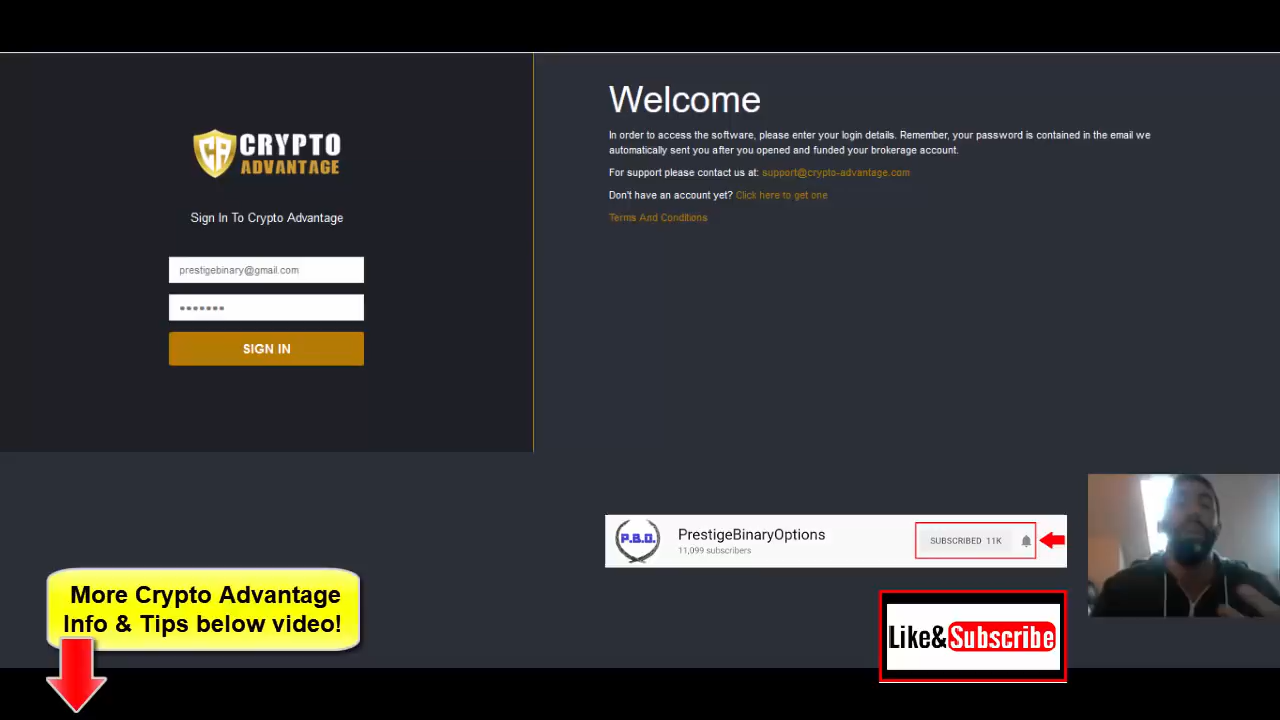 CA CRYPTO
ADVANTAGE
Sign In To Crypto Advantage
prestigebinary@gmail.com
SIGN IN
Welcome
In order to access the software, please enter your login details. Remember, your password is contained in the email we
automatically sent you after you opened and funded your brokerage account.
For support please contact us at: support@crypto-advantage.com
Don't have an account yet? Click here to get one
Terms And Conditions
P.B.O.
PrestigeBinaryOptions
11,099 subscribers
SUBSCRIBED 11K
More Crypto Advantage
Info & Tips below video!
Like&Subscribe